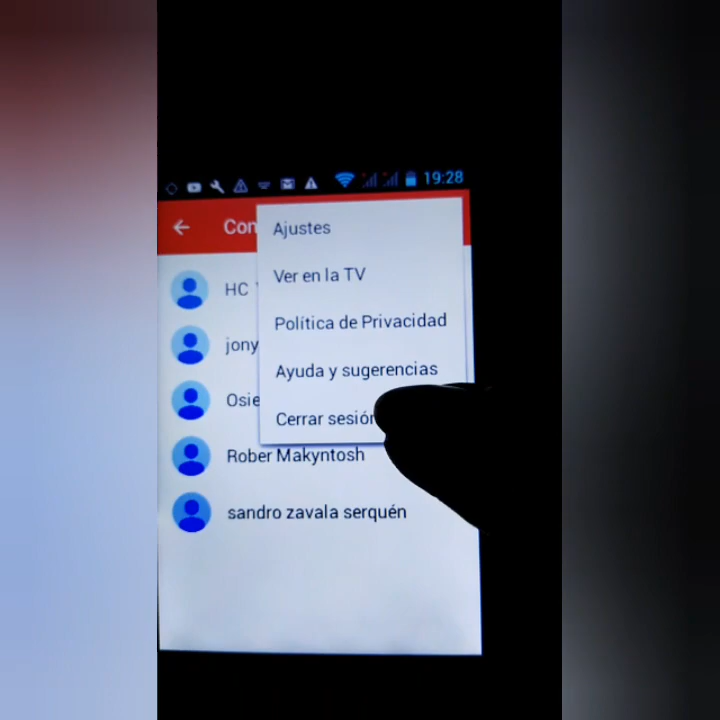 19:28
Con
Ajustes
Ver en la TV
HC
Política de Privacidad
jony
Ayuda y sugerencias
Osie
Cerrar sesión
Rober Makyntosh
sandro zavala serquén